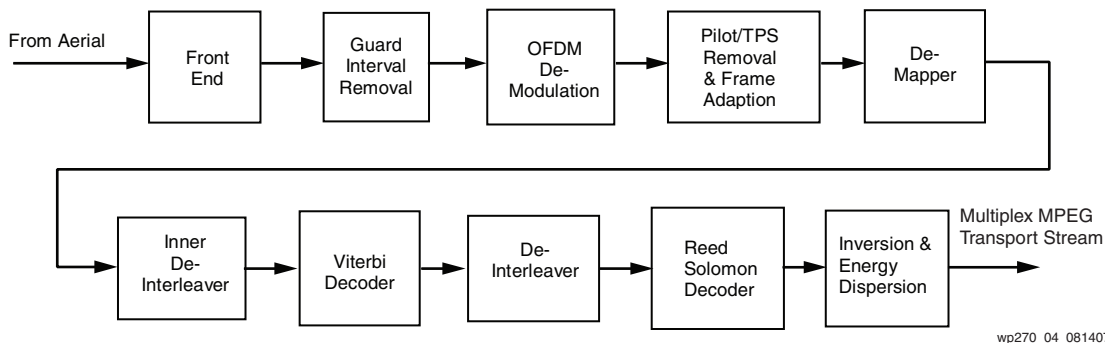 From Aerial
Front
End
Guard
Interval
Removal
OFDM
De-
Modulation
Pilot/TPS
Removal
& Frame
Adaption
De-
Mapper
Inner
De-
Interleaver
Viterbi
Decoder
De-
Interleaver
Reed
Solomon
Decoder
Inversion &
Energy
Dispersion
Multiplex MPEG
Transport Stream
wp270_04_081407